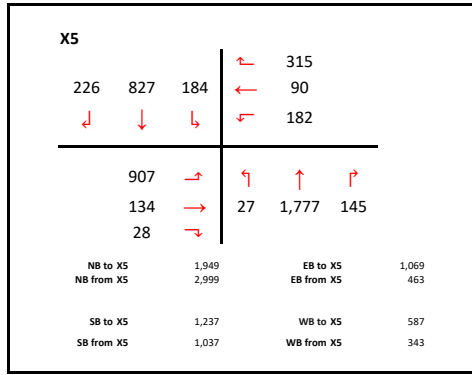 X5
315
226 827 184 90
182
907
134 27 1,777 145
28
NB to X5 1,949 EB to X5 1,069
NB from X5 2,999 EB from X5 463
SB to X5 1,237 WB to X5 587
SB from X5 1,037 WB from X5 343